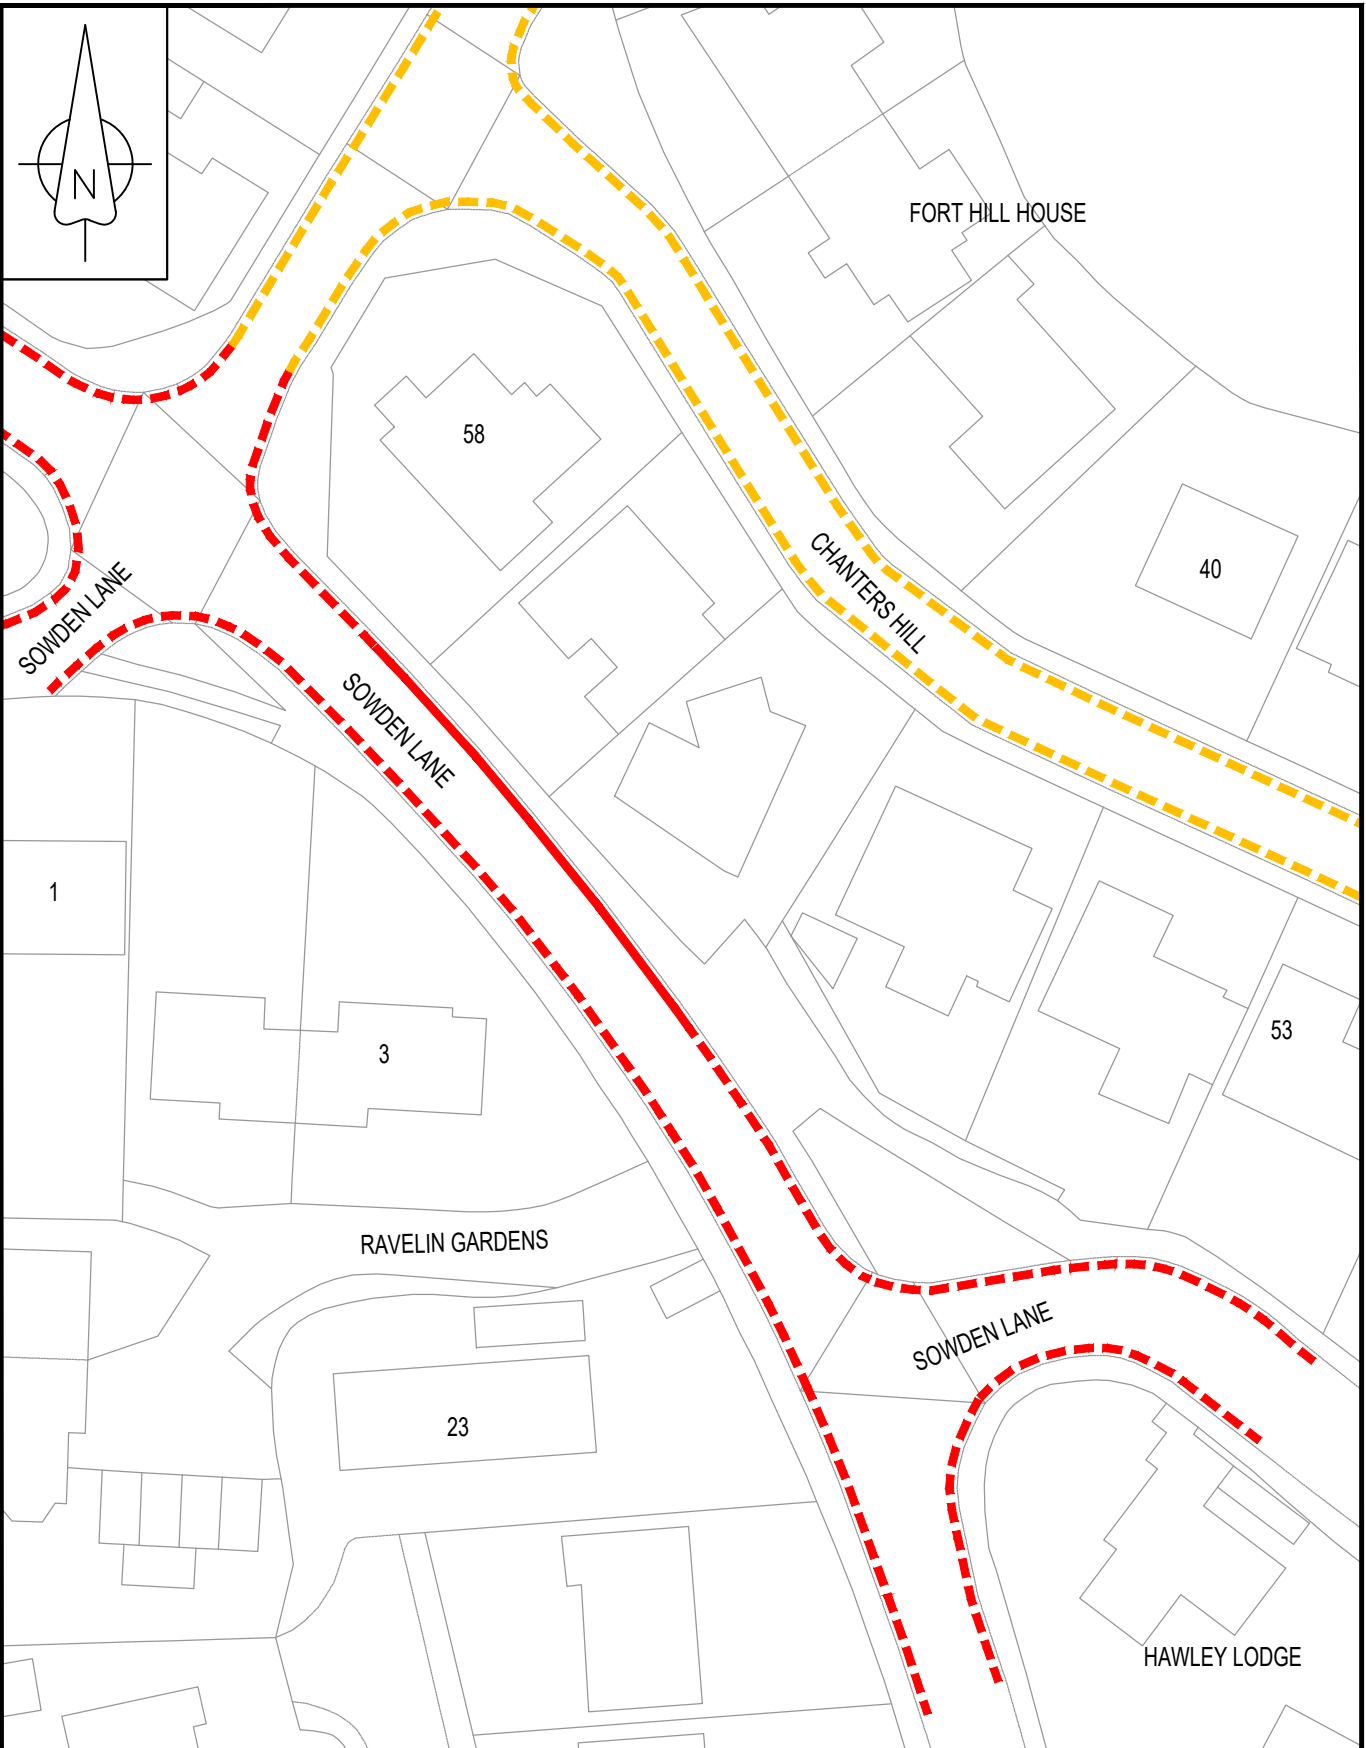 N
FORT HILL HOUSE
58
CHANTERS HILL
40
SOWDEN LANE
SOWDEN LANE
1
3
53
RAVELIN GARDENS
SOWDEN LANE
23
HAWLEY LODGE